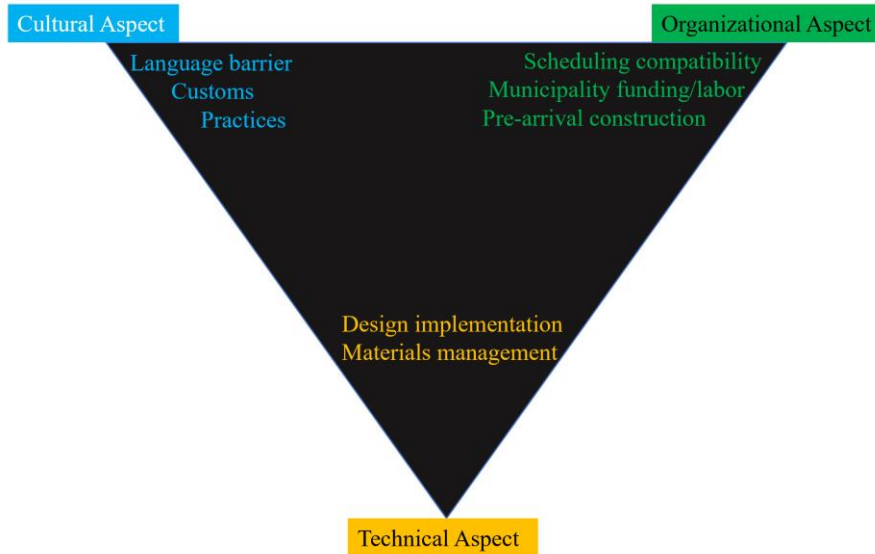 Cultural Aspect
Organizational Aspect
Language barrier
Customs
Practices
Scheduling compatibility
Municipality funding/labor
Pre-arrival construction
Design implementation
Materials management
Technical Aspect